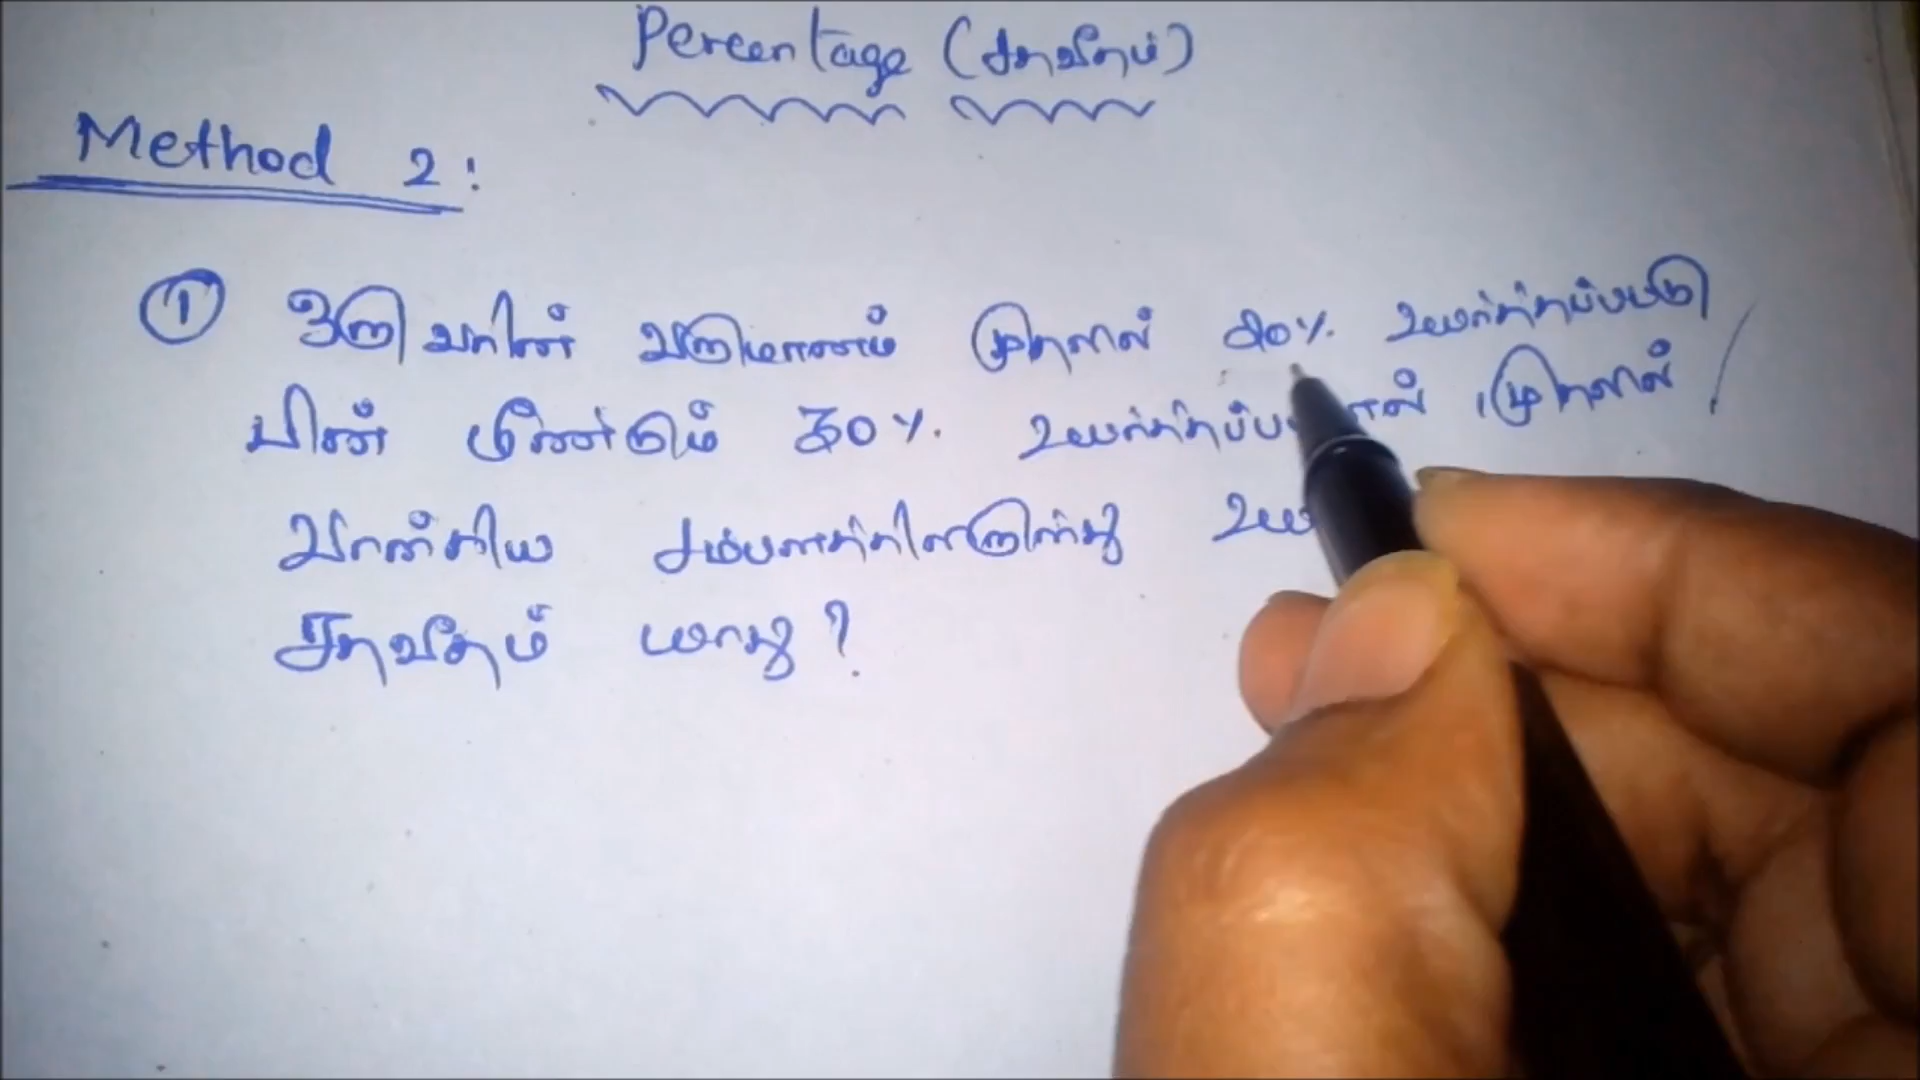 Percentage (சதவீதம்)
Method 2:
① ஒருவரின் வருமானம் முதலில் 20% உயர்த்தப்பட்டு
பின் மீண்டும் 30% முதலில்
வாங்கிய சம்பளத்திலிருந்து
சதவீதம் யாது?